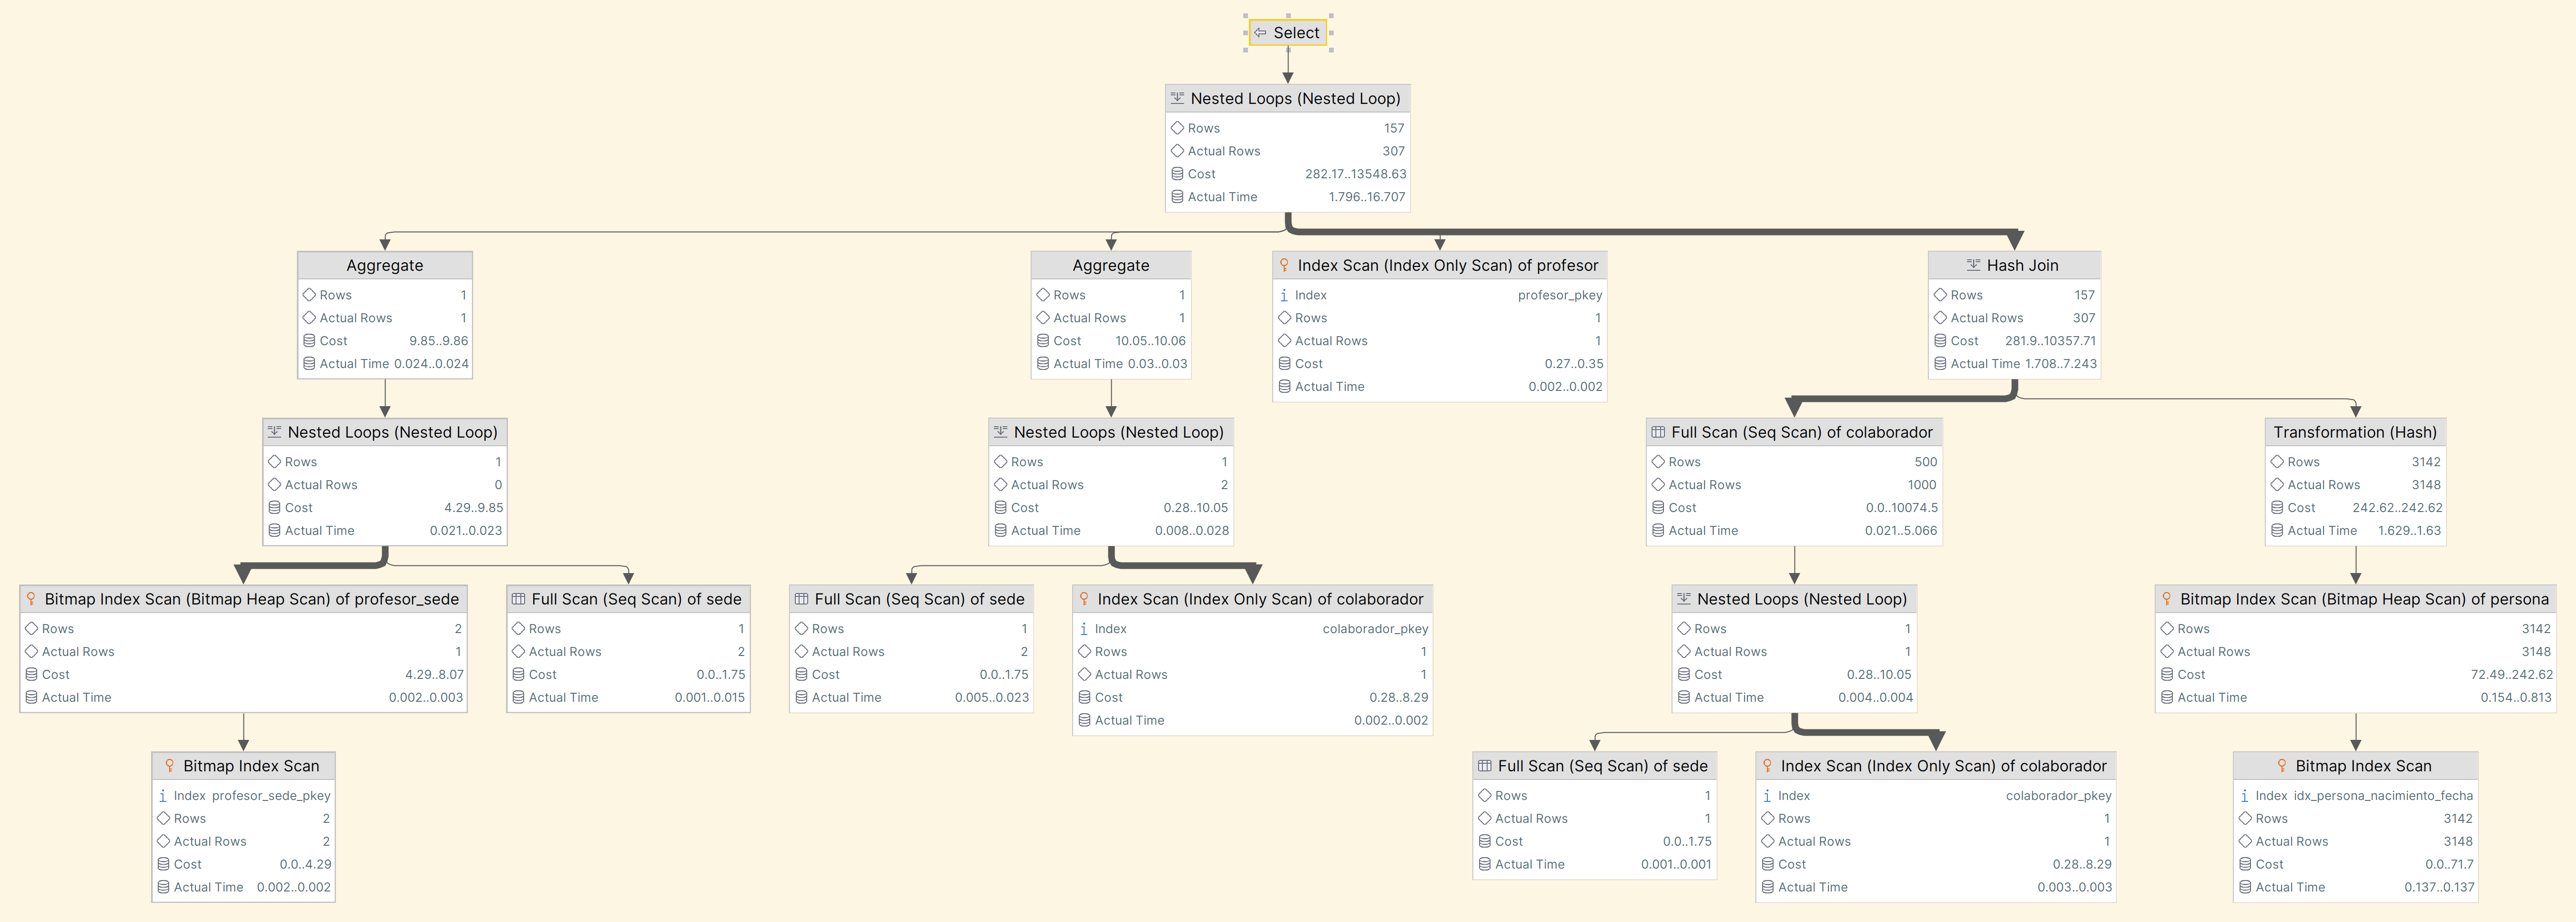 Select
Nested Loops (Nested Loop)
Rows 157
Actual Rows 307
Cost 282.17..13548.63
Actual Time 1.796..16.707
Aggregate
Rows 1
Actual Rows 1
Cost 9.85..9.86
Actual Time 0.024..0.024
Aggregate
Rows 1
Actual Rows 1
Cost 10.05..10.06
Actual Time 0.03..0.03
Index Scan (Index Only Scan) of profesor
Index profesor_pkey
Rows 1
Actual Rows 1
Cost 0.27..0.35
Actual Time 0.002..0.002
Hash Join
Rows 157
Actual Rows 307
Cost 281.9..10357.71
Actual Time 1.708..7.243
Nested Loops (Nested Loop)
Rows 1
Actual Rows 0
Cost 4.29..9.85
Actual Time 0.021..0.023
Nested Loops (Nested Loop)
Rows 1
Actual Rows 2
Cost 0.28..10.05
Actual Time 0.008..0.028
Full Scan (Seq Scan) of colaborador
Rows 500
Actual Rows 1000
Cost 0.0..10074.5
Actual Time 0.021..5.066
Transformation (Hash)
Rows 3142
Actual Rows 3148
Cost 242.62..242.62
Actual Time 1.629..1.63
Bitmap Index Scan (Bitmap Heap Scan) of profesor_sede
Rows 2
Actual Rows 1
Cost 4.29..8.07
Actual Time 0.002..0.003
Full Scan (Seq Scan) of sede
Rows 1
Actual Rows 2
Cost 0.0..1.75
Actual Time 0.001..0.015
Full Scan (Seq Scan) of sede
Rows 1
Actual Rows 2
Cost 0.0..1.75
Actual Time 0.005..0.023
Index Scan (Index Only Scan) of colaborador
Index colaborador_pkey
Rows 1
Actual Rows 1
Cost 0.28..8.29
Actual Time 0.002..0.002
Nested Loops (Nested Loop)
Rows 1
Actual Rows 1
Cost 0.28..10.05
Actual Time 0.004..0.004
Bitmap Index Scan (Bitmap Heap Scan) of persona
Rows 3142
Actual Rows 3148
Cost 72.49..242.62
Actual Time 0.154..0.813
Bitmap Index Scan
Index profesor_sede_pkey
Rows 2
Actual Rows 2
Cost 0.0..4.29
Actual Time 0.002..0.002
Full Scan (Seq Scan) of sede
Rows 1
Actual Rows 1
Cost 0.0..1.75
Actual Time 0.001..0.001
Index Scan (Index Only Scan) of colaborador
Index colaborador_pkey
Rows 1
Actual Rows 1
Cost 0.28..8.29
Actual Time 0.003..0.003
Bitmap Index Scan
Index idx_persona_nacimiento_fecha
Rows 3142
Actual Rows 3148
Cost 0.0..71.7
Actual Time 0.137..0.137